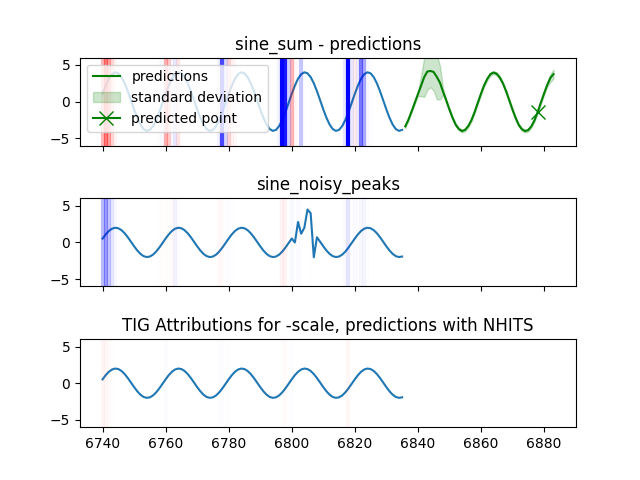 sine_sum - predictions
5
0
−5
predictions
standard deviation
predicted point
sine_noisy_peaks
5
0
−5
TIG Attributions for -scale, predictions with NHITS
5
0
−5
6740 6760 6780 6800 6820 6840 6860 6880